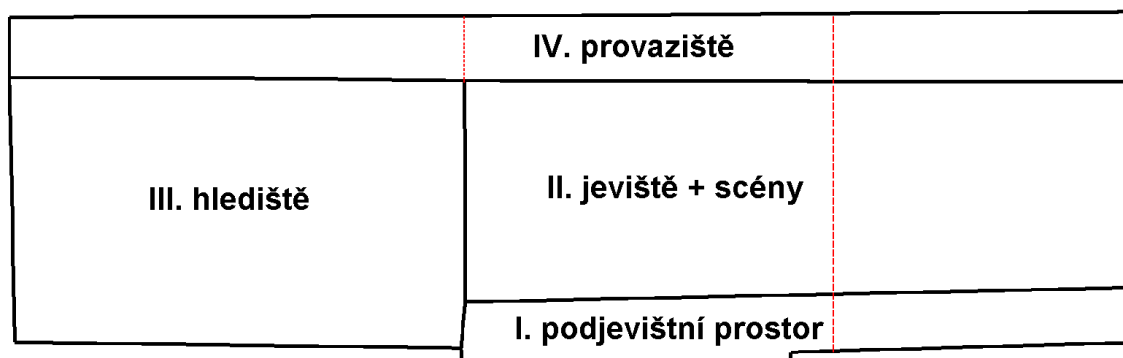 IV. provaziště
III. hlediště
II. jeviště + scény
I. podjevištní prostor